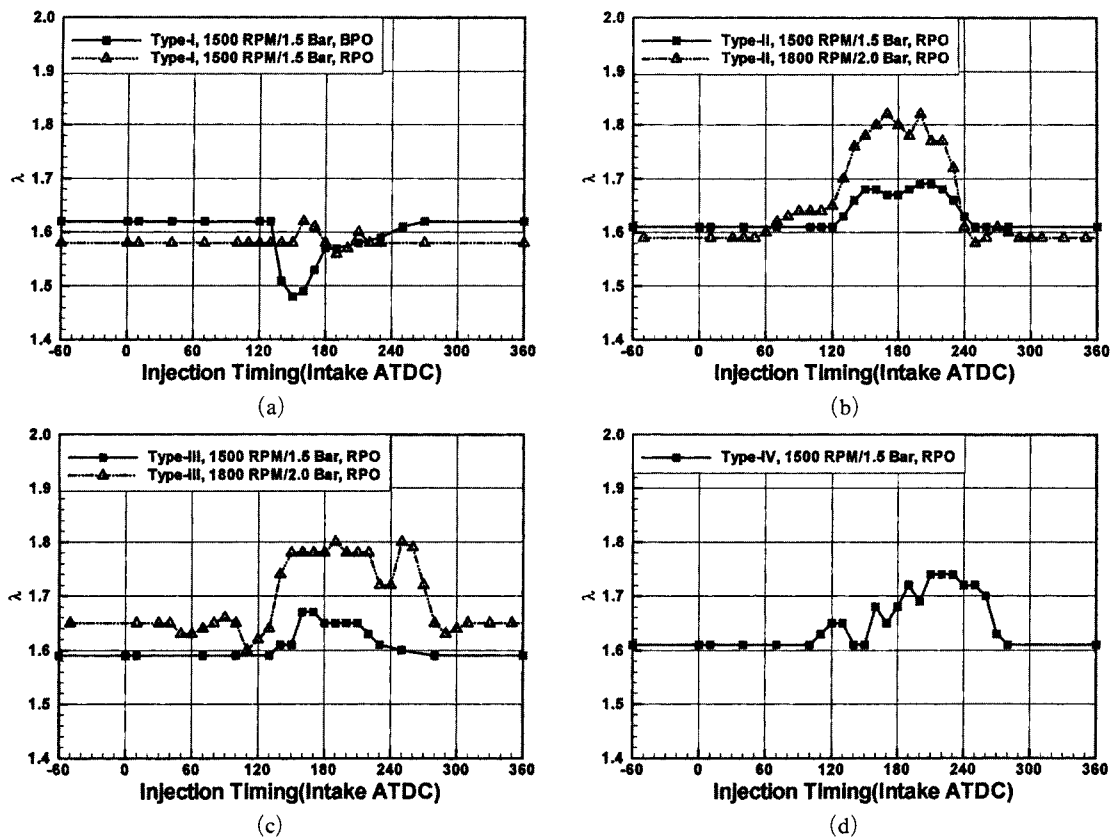 Type-I, 1500 RPM/1.5 Bar, BPO
Type-I, 1500 RPM/1.5 Bar, RPO
2.0
1.9
1.8
1.7
λ
1.6
1.5
1.4
-60 0 60 120 180 240 300 360
Injection Timing(Intake ATDC)
(a)
Type-II, 1500 RPM/1.5 Bar, RPO
Type-II, 1800 RPM/2.0 Bar, RPO
2.0
1.9
1.8
1.7
λ
1.6
1.5
1.4
-60 0 60 120 180 240 300 360
Injection Timing(Intake ATDC)
(b)
Type-III, 1500 RPM/1.5 Bar, RPO
Type-III, 1800 RPM/2.0 Bar, RPO
2.0
1.9
1.8
1.7
λ
1.6
1.5
1.4
-60 0 60 120 180 240 300 360
Injection Timing(Intake ATDC)
(c)
Type-IV, 1500 RPM/1.5 Bar, RPO
2.0
1.9
1.8
1.7
λ
1.6
1.5
1.4
-60 0 60 120 180 240 300 360
Injection Timing(Intake ATDC)
(d)